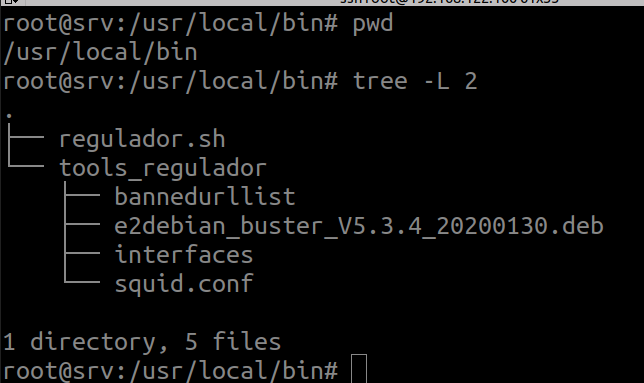 root@srv:/usr/local/bin# pwd
/usr/local/bin
root@srv:/usr/local/bin# tree -L 2
.
├── regulador.sh
└── tools_regulador
    ├── bannedurllist
    ├── e2debian_buster_V5.3.4_20200130.deb
    ├── interfaces
    └── squid.conf
1 directory, 5 files
root@srv:/usr/local/bin#